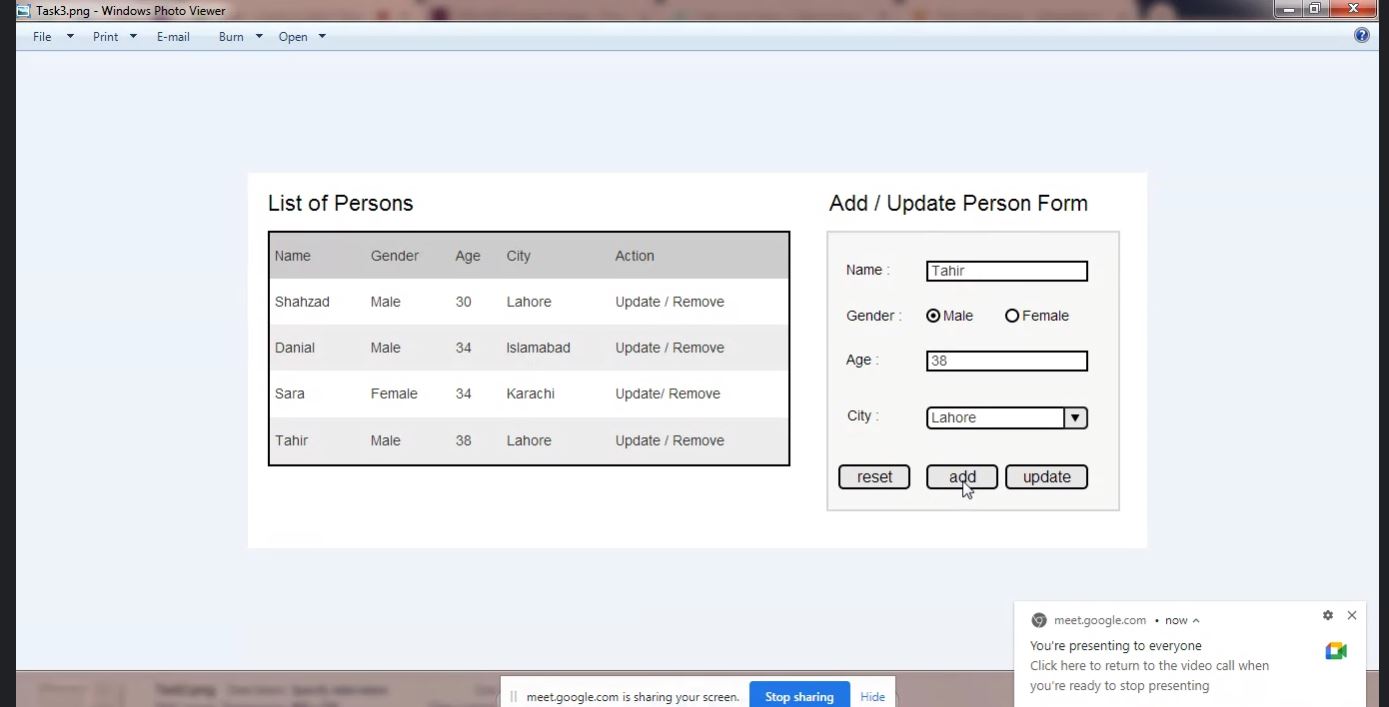 Task3.png - Windows Photo Viewer
File Print E-mail Burn Open
List of Persons
Name Gender Age City Action
Shahzad Male 30 Lahore Update / Remove
Danial Male 34 Islamabad Update / Remove
Sara Female 34 Karachi Update/ Remove
Tahir Male 38 Lahore Update / Remove
Add / Update Person Form
Name : Tahir
Gender : Male Female
Age : 38
City : Lahore
reset add update
meet.google.com • now
You're presenting to everyone
Click here to return to the video call when
you're ready to stop presenting
meet.google.com is sharing your screen. Stop sharing Hide